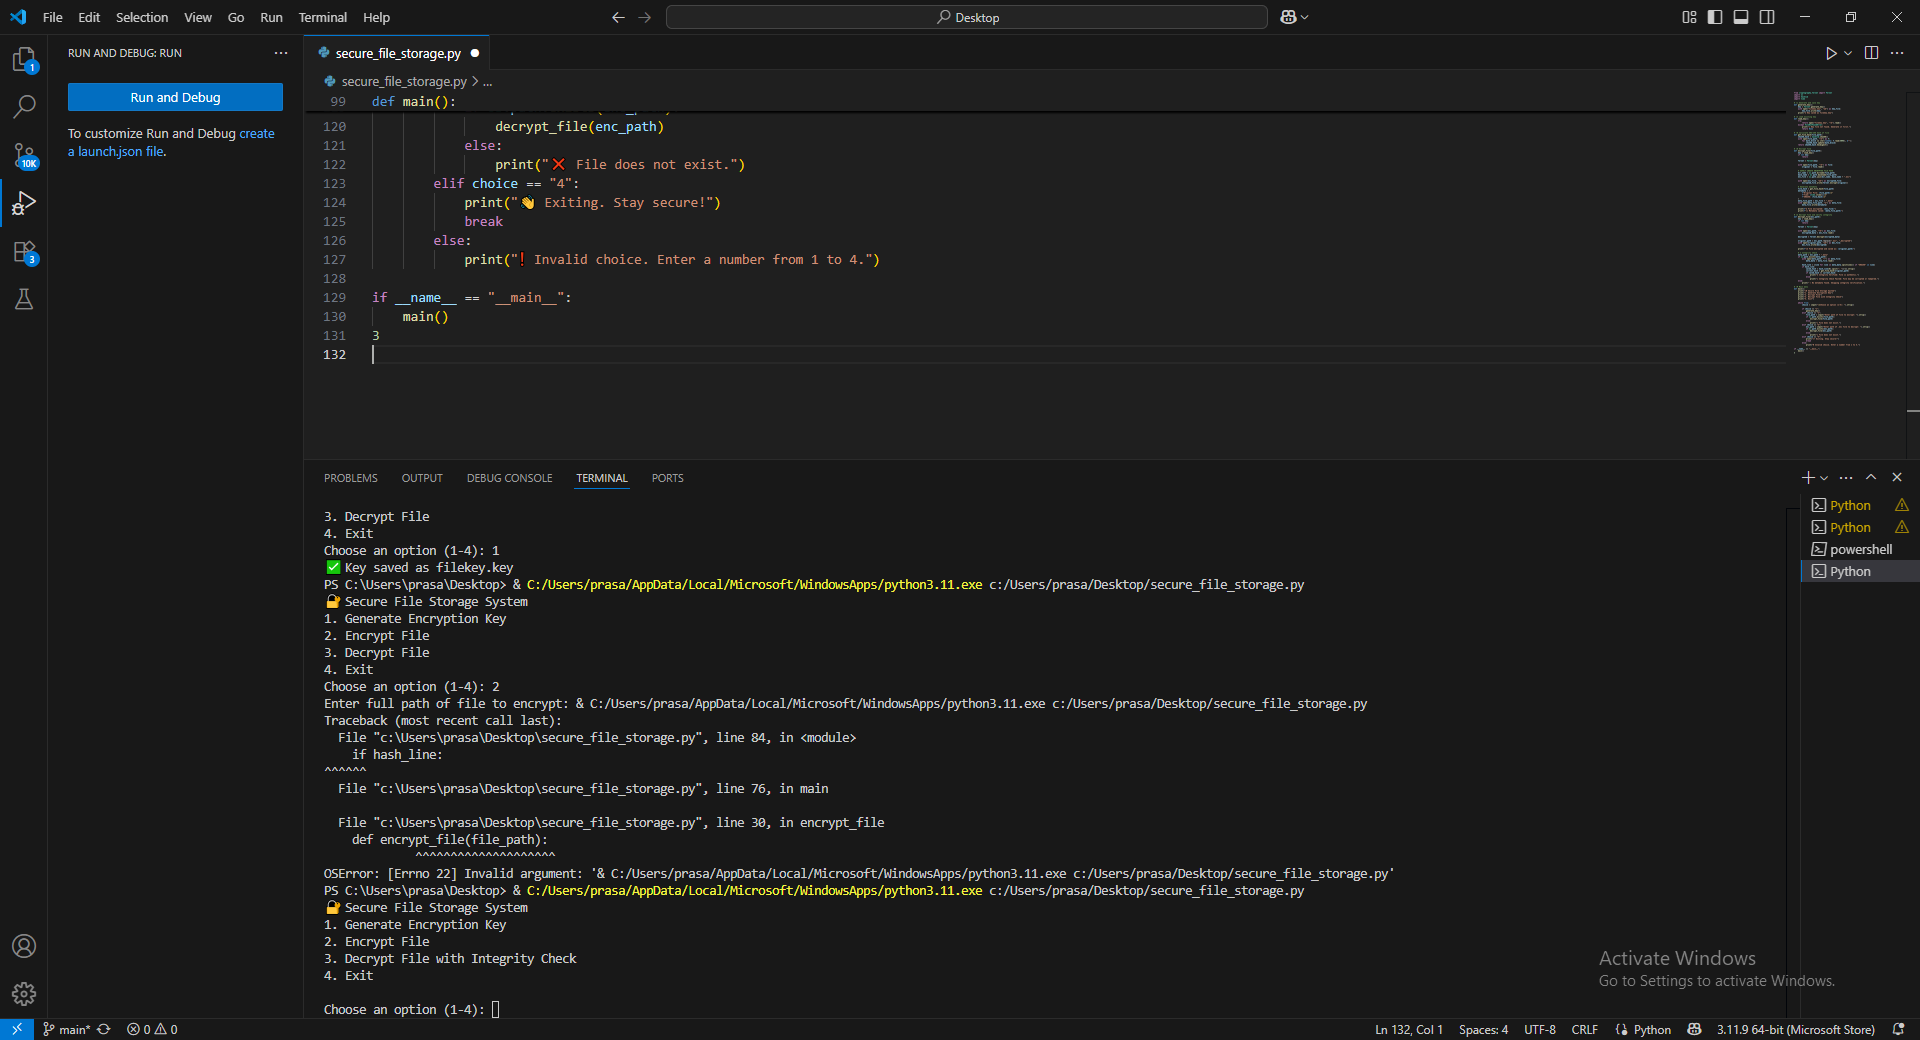 File Edit Selection View Go Run Terminal Help
Desktop
RUN AND DEBUG: RUN
Run and Debug
To customize Run and Debug create
a launch.json file.
1
10K
3
secure_file_storage.py
secure_file_storage.py > ...
99 def main():
120 decrypt_file(enc_path)
121 else:
122 print("❌ File does not exist.")
123 elif choice == "4":
124 print("👋 Exiting. Stay secure!")
125 break
126 else:
127 print("❗ Invalid choice. Enter a number from 1 to 4.")
128
129 if __name__ == "__main__":
130 main()
131 3
132
PROBLEMS OUTPUT DEBUG CONSOLE TERMINAL PORTS
3. Decrypt File
4. Exit
Choose an option (1-4): 1
✅ Key saved as filekey.key
PS C:\Users\prasa\Desktop> & C:/Users/prasa/AppData/Local/Microsoft/WindowsApps/python3.11.exe c:/Users/prasa/Desktop/secure_file_storage.py
🔐 Secure File Storage System
1. Generate Encryption Key
2. Encrypt File
3. Decrypt File
4. Exit
Choose an option (1-4): 2
Enter full path of file to encrypt: & C:/Users/prasa/AppData/Local/Microsoft/WindowsApps/python3.11.exe c:/Users/prasa/Desktop/secure_file_storage.py
Traceback (most recent call last):
File "c:\Users\prasa\Desktop\secure_file_storage.py", line 84, in <module>
if hash_line:
^^^^^^
File "c:\Users\prasa\Desktop\secure_file_storage.py", line 76, in main
File "c:\Users\prasa\Desktop\secure_file_storage.py", line 30, in encrypt_file
def encrypt_file(file_path):
^^^^^^^^^^^^^^^^^^^^
OSError: [Errno 22] Invalid argument: '& C:/Users/prasa/AppData/Local/Microsoft/WindowsApps/python3.11.exe c:/Users/prasa/Desktop/secure_file_storage.py'
PS C:\Users\prasa\Desktop> & C:/Users/prasa/AppData/Local/Microsoft/WindowsApps/python3.11.exe c:/Users/prasa/Desktop/secure_file_storage.py
🔐 Secure File Storage System
1. Generate Encryption Key
2. Encrypt File
3. Decrypt File with Integrity Check
4. Exit
Choose an option (1-4):
Python
Python
powershell
Python
Activate Windows
Go to Settings to activate Windows.
main* 0 0 Ln 132, Col 1 Spaces: 4 UTF-8 CRLF Python 3.11.9 64-bit (Microsoft Store)